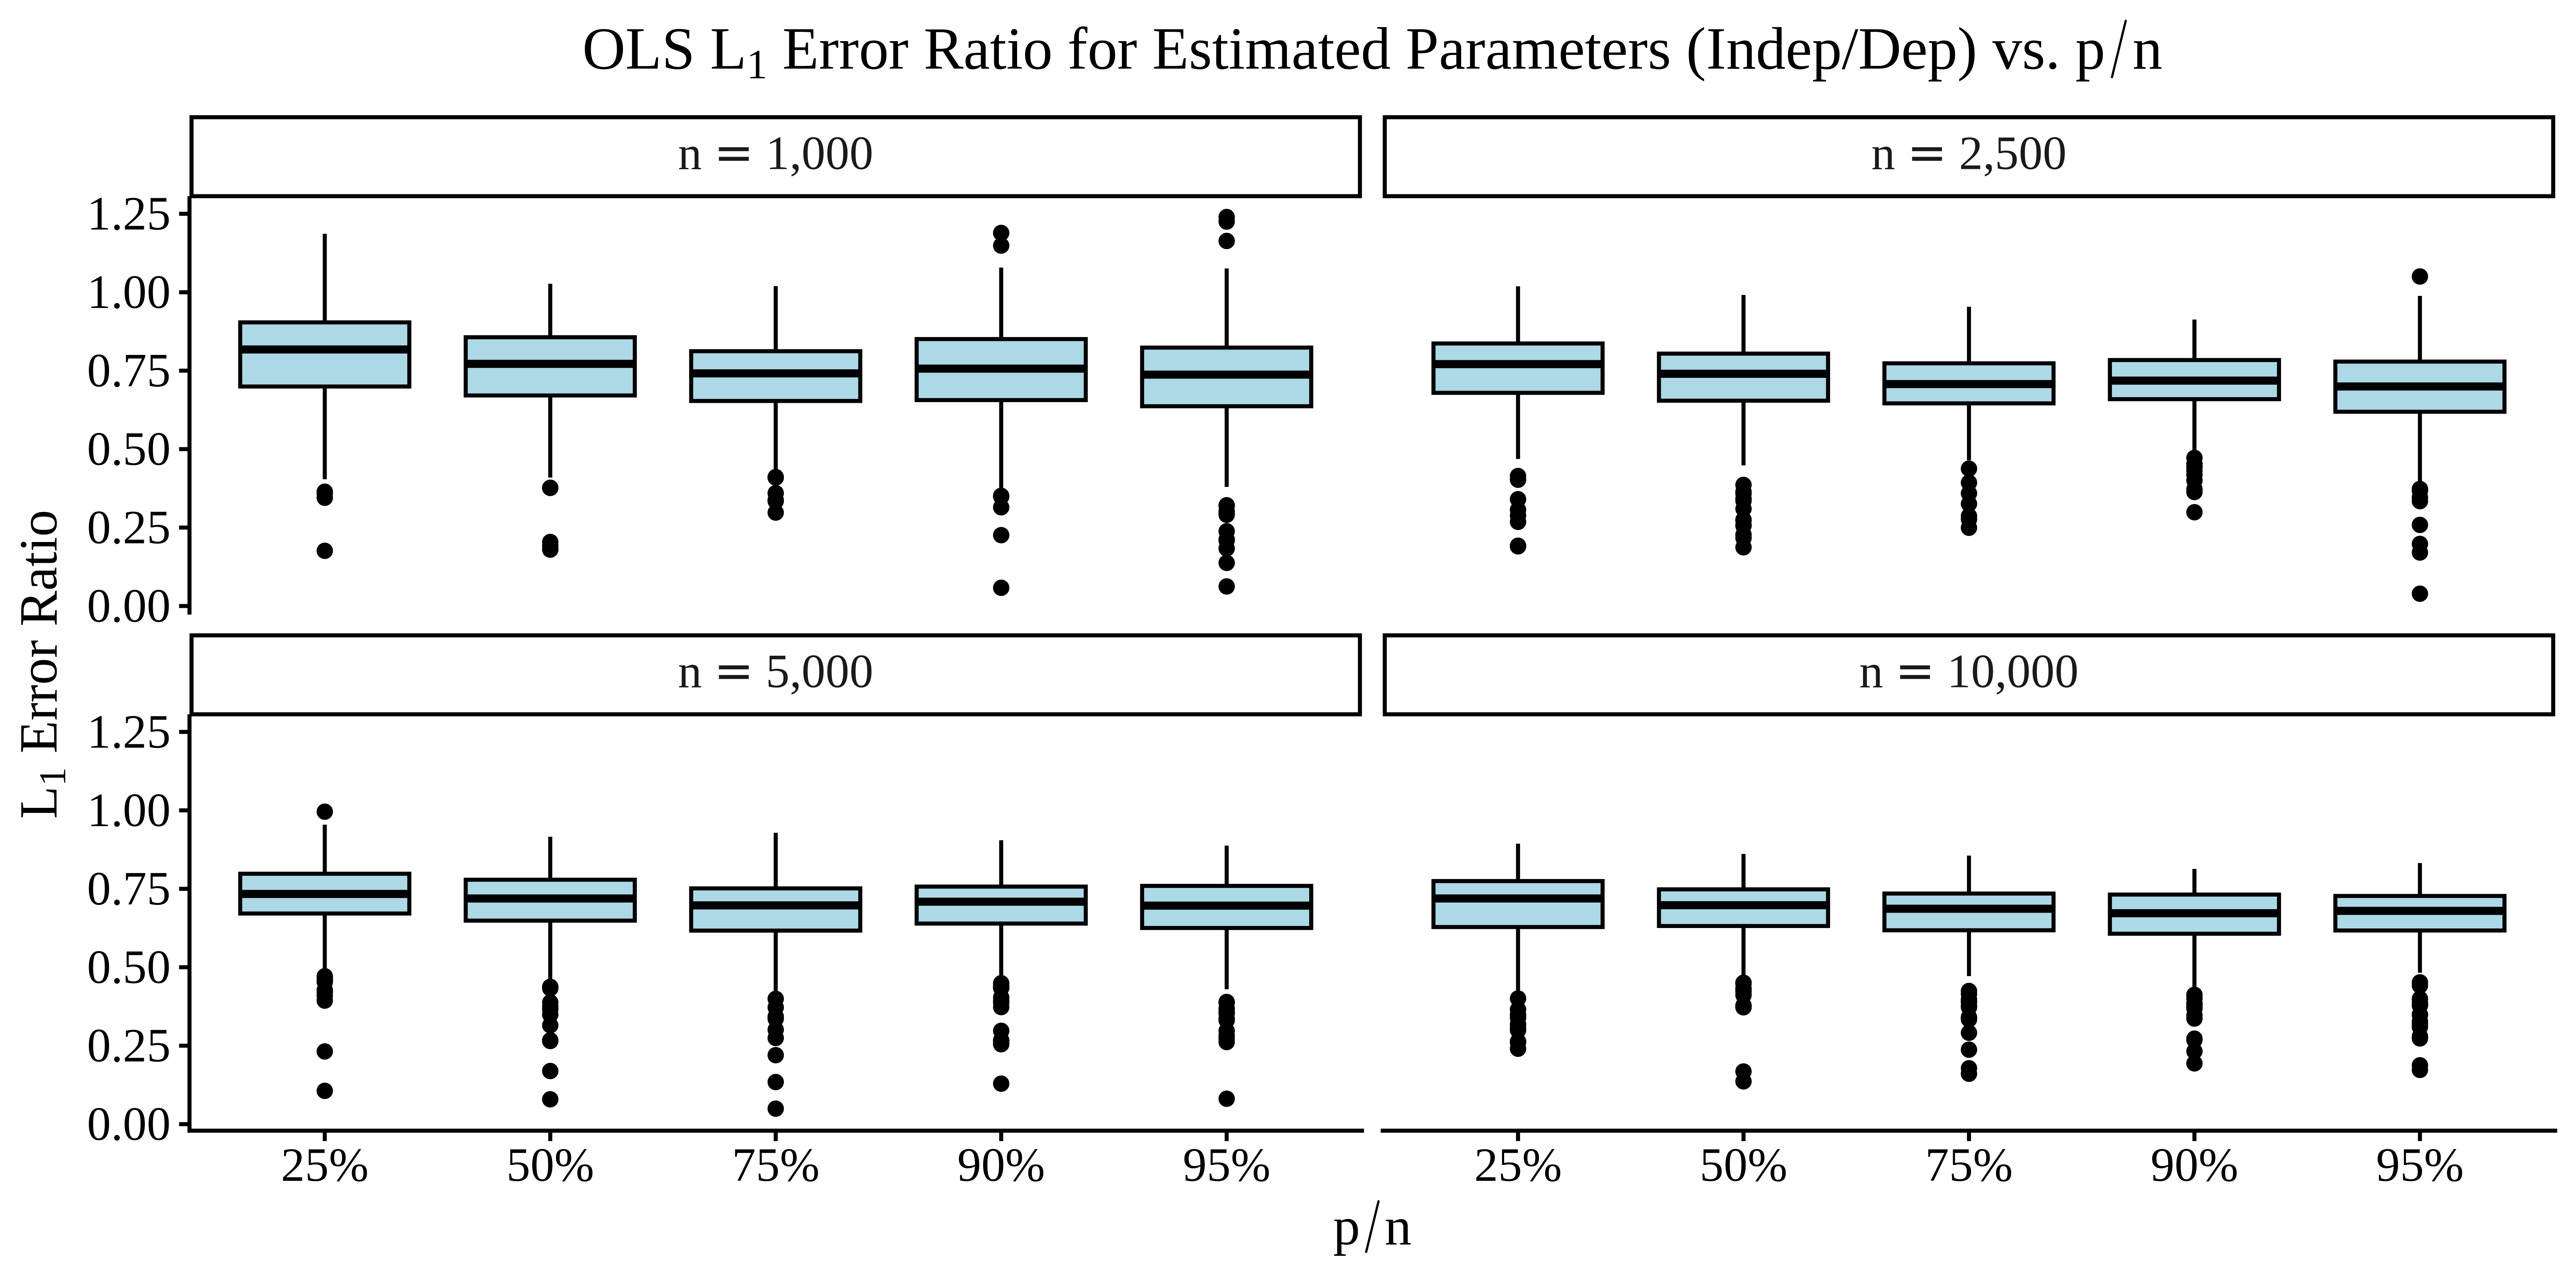 OLS L₁ Error Ratio for Estimated Parameters (Indep/Dep) vs. p/n
n = 1,000
n = 2,500
1.25
1.00
0.75
0.50
0.25
0.00
L₁ Error Ratio
n = 5,000
n = 10,000
1.25
1.00
0.75
0.50
0.25
0.00
25% 50% 75% 90% 95% 25% 50% 75% 90% 95%
p/n